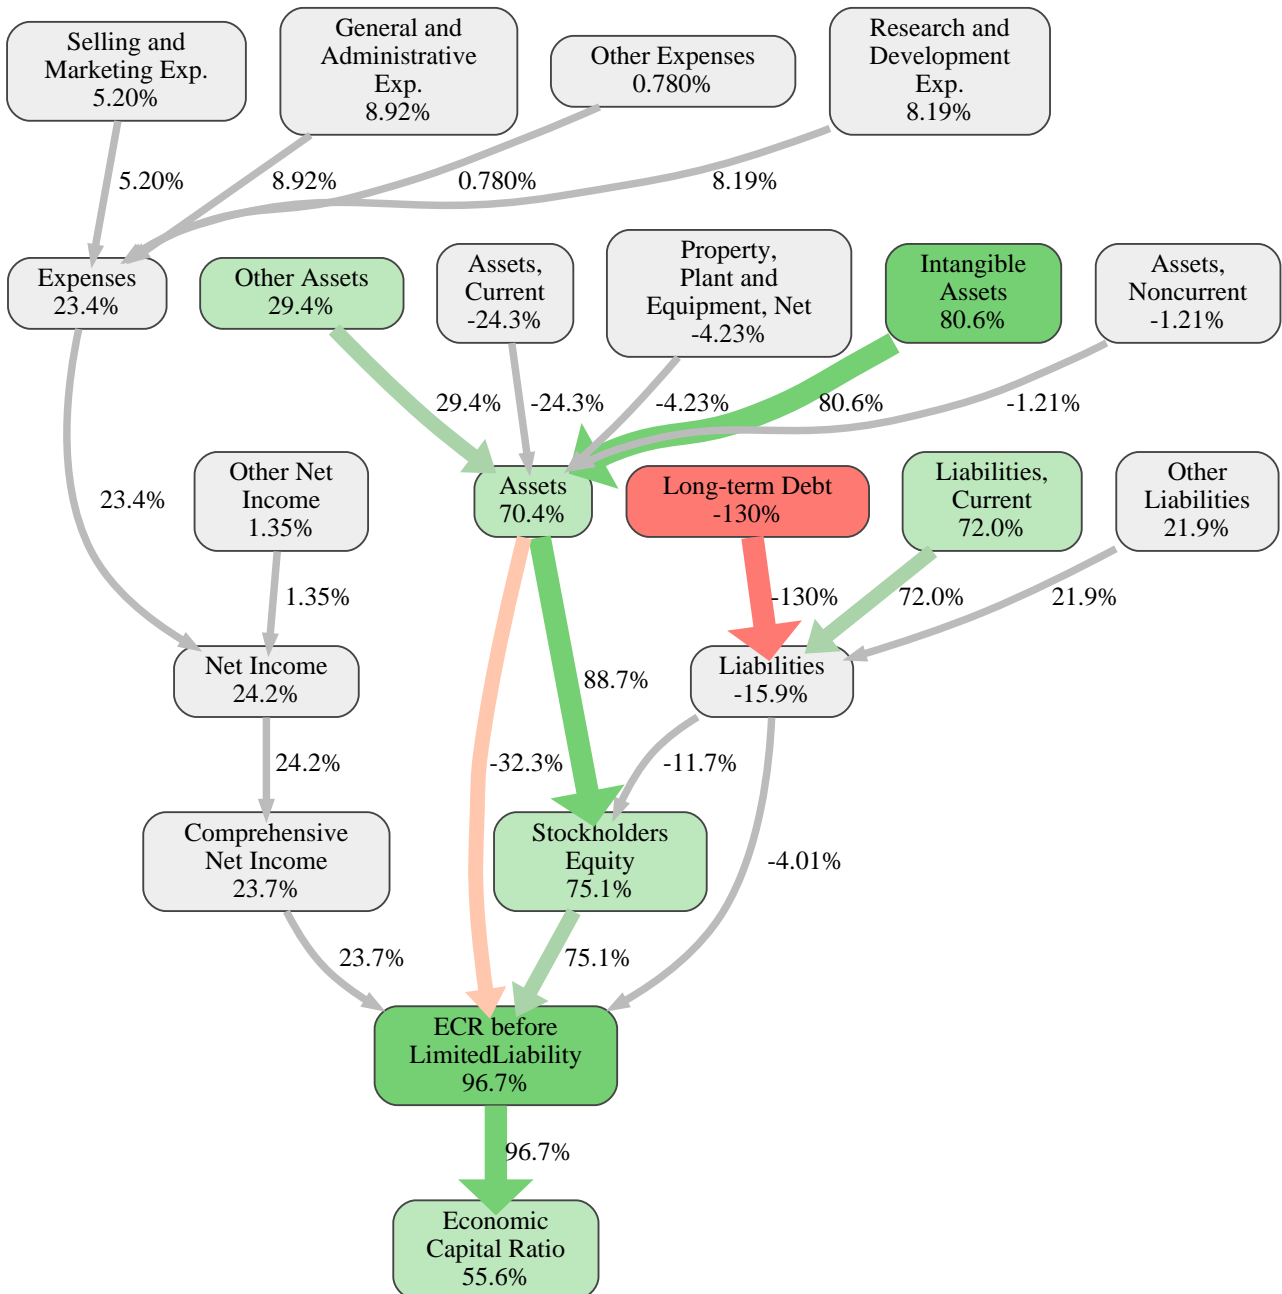 Selling and
Marketing Exp.
5.20%
General and
Administrative
Exp.
8.92%
Other Expenses
0.780%
Research and
Development
Exp.
8.19%
5.20%
8.92%
0.780%
8.19%
Expenses
23.4%
Other Assets
29.4%
Assets,
Current
-24.3%
Property,
Plant and
Equipment, Net
-4.23%
Intangible
Assets
80.6%
Assets,
Noncurrent
-1.21%
29.4%
-24.3%
-4.23%
80.6%
-1.21%
23.4%
Other Net
Income
1.35%
Assets
70.4%
Long-term Debt
-130%
Liabilities,
Current
72.0%
Other
Liabilities
21.9%
1.35%
-130%
72.0%
21.9%
Net Income
24.2%
88.7%
Liabilities
-15.9%
24.2%
-32.3%
-11.7%
Comprehensive
Net Income
23.7%
Stockholders
Equity
75.1%
-4.01%
23.7%
75.1%
ECR before
LimitedLiability
96.7%
96.7%
Economic
Capital Ratio
55.6%